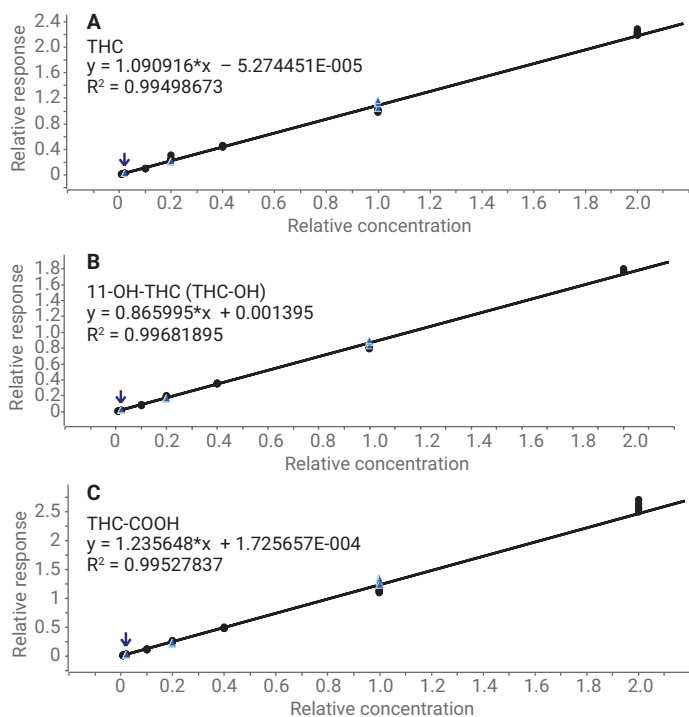 A
THC
y = 1.090916*x − 5.274451E-005
R² = 0.99498673
Relative response
2.4
2.0
1.6
1.2
0.8
0.4
0
0 0.2 0.4 0.6 0.8 1.0 1.2 1.4 1.6 1.8 2.0
Relative concentration
B
11-OH-THC (THC-OH)
y = 0.865995*x + 0.001395
R² = 0.99681895
Relative response
1.8
1.6
1.4
1.2
1.0
0.8
0.6
0.4
0.2
0
0 0.2 0.4 0.6 0.8 1.0 1.2 1.4 1.6 1.8 2.0
Relative concentration
C
THC-COOH
y = 1.235648*x + 1.725657E-004
R² = 0.99527837
Relative response
2.5
2
1.5
1
0.5
0
0 0.2 0.4 0.6 0.8 1.0 1.2 1.4 1.6 1.8 2.0
Relative concentration